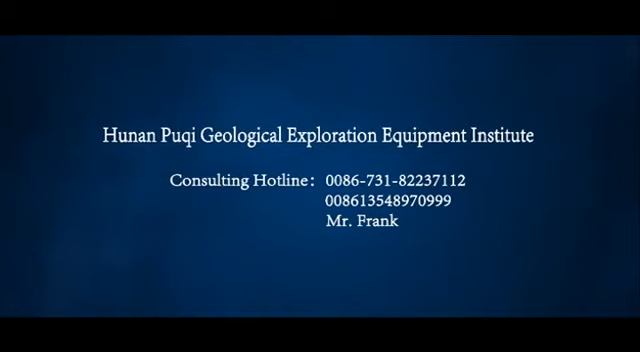 Hunan Puqi Geological Exploration Equipment Institute
Consulting Hotline: 0086-731-82237112
008613548970999
Mr. Frank